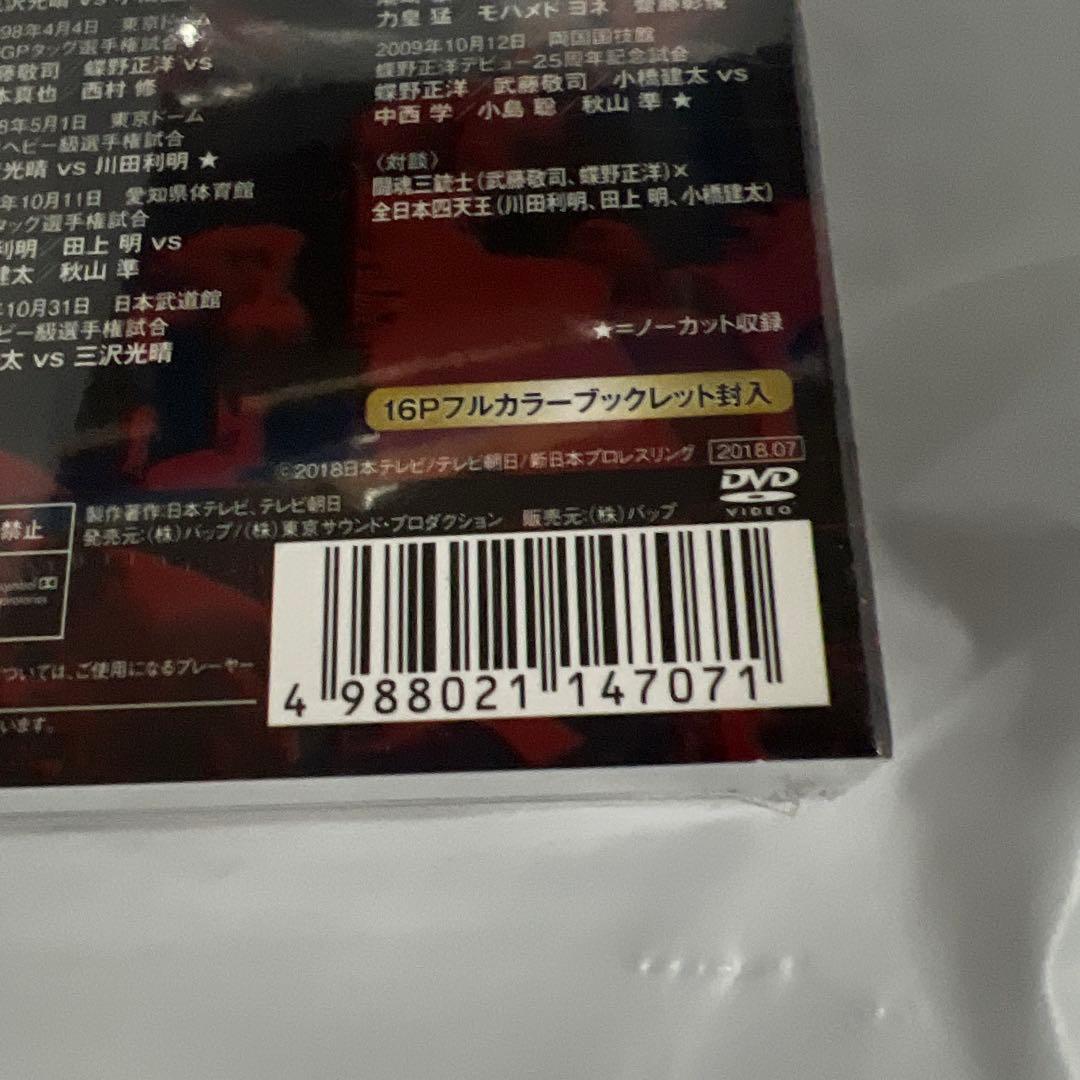 98年4月4日 東京ドーム
GPタッグ選手権試合
藤敬司／蝶野正洋 vs
本真也／西村 修
8年5月1日 東京ドーム
ヘビー級選手権試合
光晴 vs 川田利明 ★
年10月11日 愛知県体育館
タッグ選手権試合
利明／田上 明 vs
健太／秋山 準
年10月31日 日本武道館
ビー級選手権試合
太 vs 三沢光晴
力皇 猛／モハメド ヨネ／齋藤彰俊
2009年10月12日 両国国技館
蝶野正洋デビュー25周年記念試合
蝶野正洋／武藤敬司／小橋建太 vs
中西 学／小島 聡／秋山 準 ★
〈対談〉
闘魂三銃士(武藤敬司、蝶野正洋)×
全日本四天王(川田利明、田上 明、小橋建太)
★=ノーカット収録
16Pフルカラーブックレット封入
©2018日本テレビ/テレビ朝日/新日本プロレスリング 2018.07
DVD
VIDEO
製作著作:日本テレビ、テレビ朝日
発売元:(株)バップ/(株)東京サウンド・プロダクション 販売元:(株)バップ
禁止
ついては、ご使用になるプレーヤー
います。
4 988021 147071